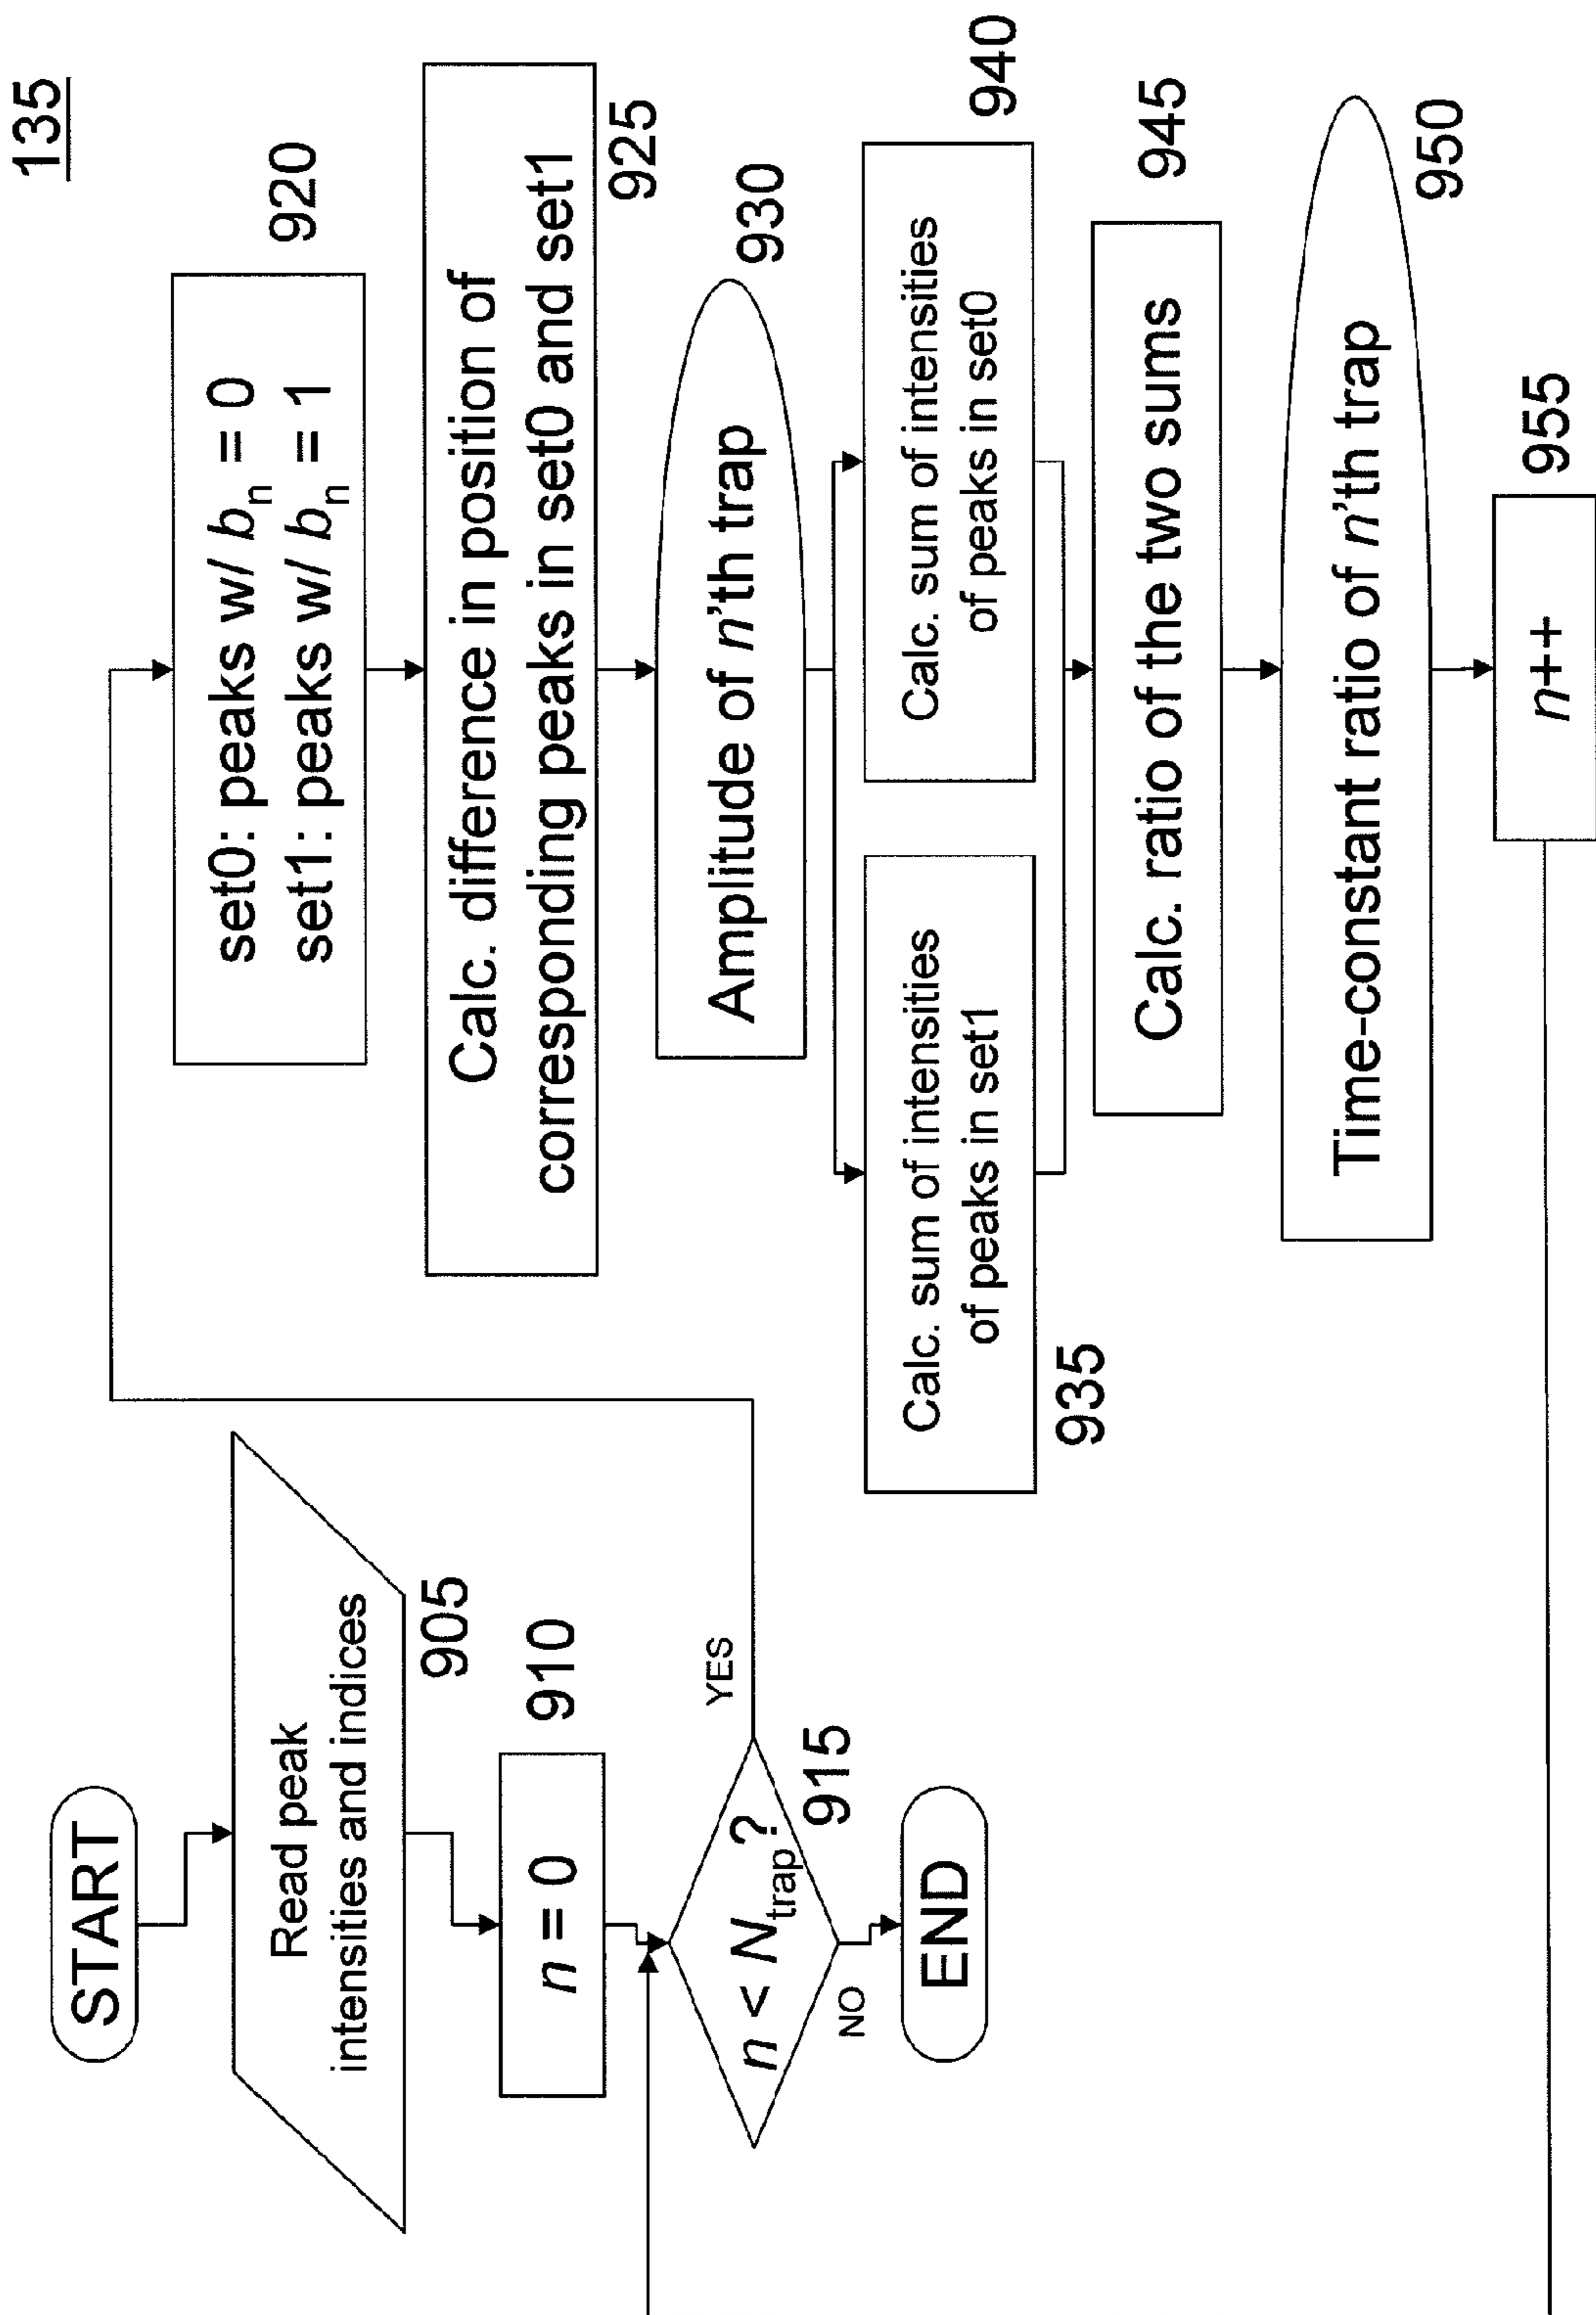 135
START
Read peak
intensities and indices
905
n = 0
910
n < N_trap ?
915
YES
NO
END
set0: peaks w/ b_n = 0
set1: peaks w/ b_n = 1
920
Calc. difference in position of
corresponding peaks in set0 and set1
925
Amplitude of n'th trap
930
Calc. sum of intensities
of peaks in set1
935
Calc. sum of intensities
of peaks in set0
940
Calc. ratio of the two sums
945
Time-constant ratio of n'th trap
950
n++
955